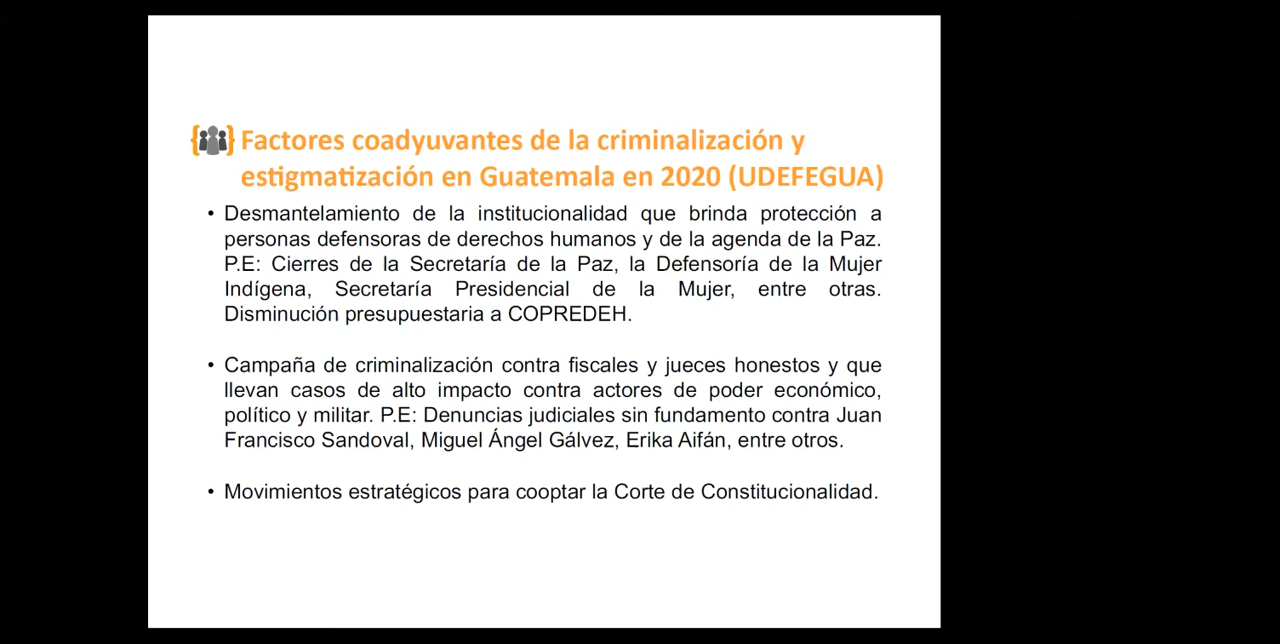 Factores coadyuvantes de la criminalización y
estigmatización en Guatemala en 2020 (UDEFEGUA)
• Desmantelamiento de la institucionalidad que brinda protección a
personas defensoras de derechos humanos y de la agenda de la Paz.
P.E: Cierres de la Secretaría de la Paz, la Defensoría de la Mujer
Indígena, Secretaría Presidencial de la Mujer, entre otras.
Disminución presupuestaria a COPREDEH.
• Campaña de criminalización contra fiscales y jueces honestos y que
llevan casos de alto impacto contra actores de poder económico,
político y militar. P.E: Denuncias judiciales sin fundamento contra Juan
Francisco Sandoval, Miguel Ángel Gálvez, Erika Aifán, entre otros.
• Movimientos estratégicos para cooptar la Corte de Constitucionalidad.